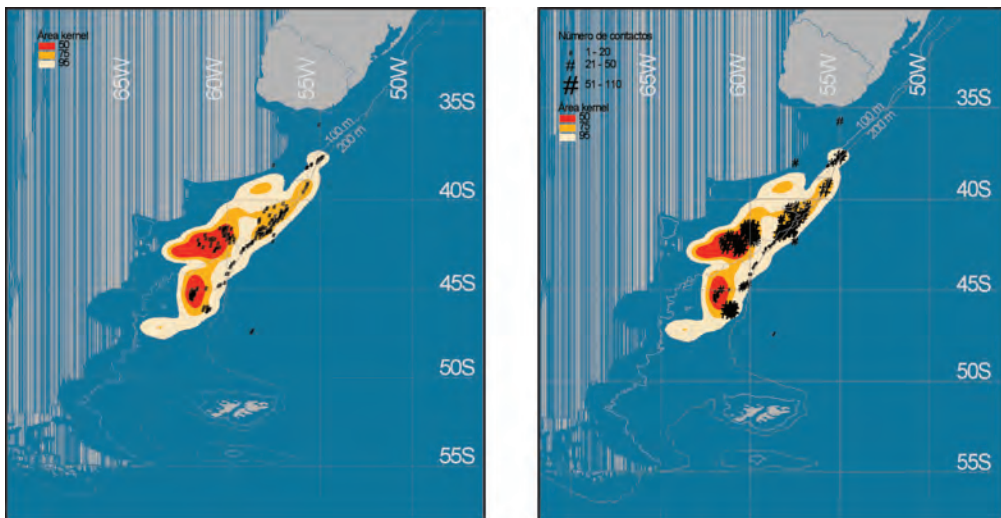 Área kernel
50
75
95
65W
60W
55W
50W
35S
100 m
200 m
40S
45S
50S
55S
Número de contactos
1 - 20
21 - 50
51 - 110
Área kernel
50
75
95
65W
60W
55W
50W
35S
100 m
200 m
40S
45S
50S
55S